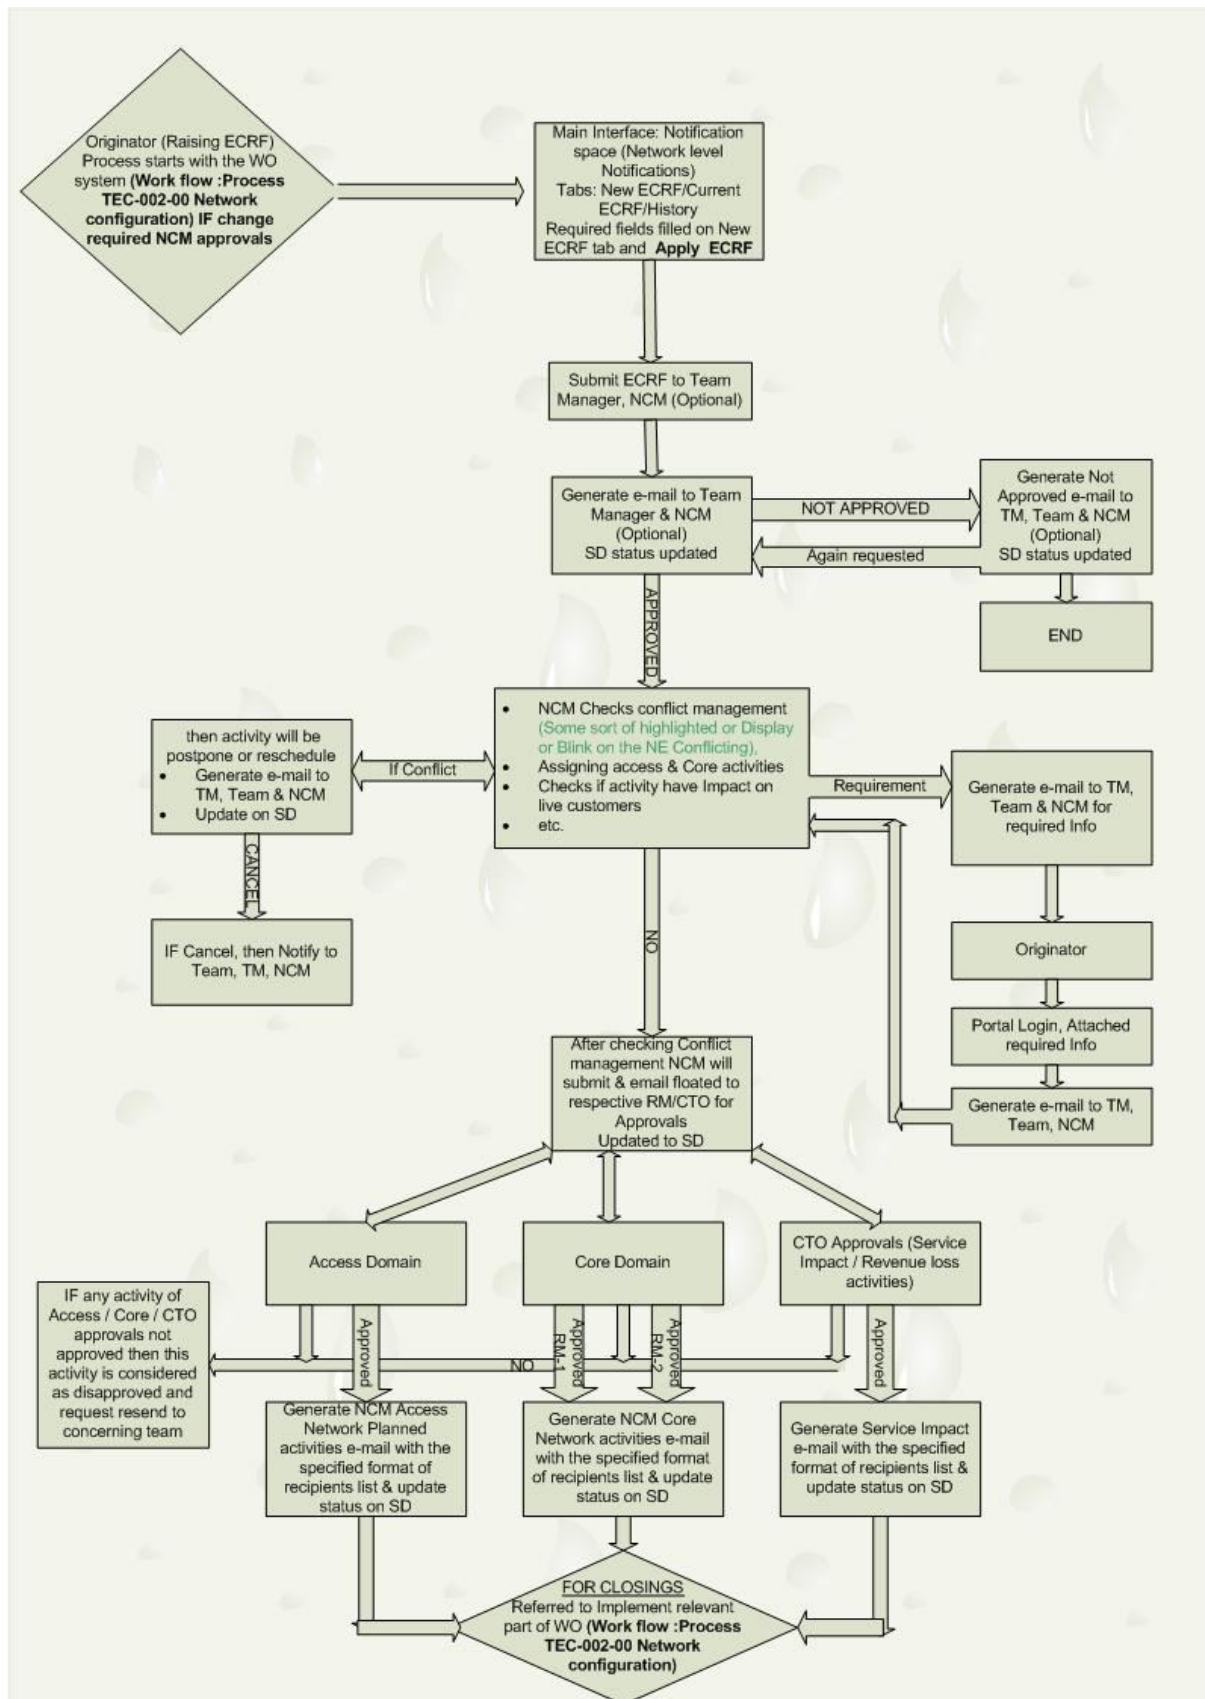 Originator (Raising ECRF)
Process starts with the WO
system (Work flow :Process
TEC-002-00 Network
configuration) IF change
required NCM approvals
Main Interface: Notification
space (Network level
Notifications)
Tabs: New ECRF/Current
ECRF/History
Required fields filled on New
ECRF tab and Apply ECRF
Submit ECRF to Team
Manager, NCM (Optional)
Generate e-mail to Team
Manager & NCM
(Optional)
SD status updated
NOT APPROVED
Again requested
Generate Not
Approved e-mail to
TM, Team & NCM
(Optional)
SD status updated
END
APPROVED
• NCM Checks conflict management
(Some sort of highlighted or Display
or Blink on the NE Conflicting),
• Assigning access & Core activities
• Checks if activity have Impact on
live customers
• etc.
If Conflict
then activity will be
postpone or reschedule
• Generate e-mail to
TM, Team & NCM
• Update on SD
CANCEL
IF Cancel, then Notify to
Team, TM, NCM
Requirement
Generate e-mail to TM,
Team & NCM for
required Info
Originator
Portal Login, Attached
required Info
Generate e-mail to TM,
Team, NCM
NO
After checking Conflict
management NCM will
submit & email floated to
respective RM/CTO for
Approvals
Updated to SD
Access Domain
Core Domain
CTO Approvals (Service
Impact / Revenue loss
activities)
IF any activity of
Access / Core / CTO
approvals not
approved then this
activity is considered
as disapproved and
request resend to
concerning team
Approved
NO
Approved
RM-1
Approved
RM-2
Approved
Generate NCM Access
Network Planned
activities e-mail with the
specified format of
recipients list & update
status on SD
Generate NCM Core
Network activities e-mail
with the specified format
of recipients list & update
status on SD
Generate Service Impact
e-mail with the specified
format of recipients list &
update status on SD
FOR CLOSINGS
Referred to Implement relevant
part of WO (Work flow :Process
TEC-002-00 Network
configuration)